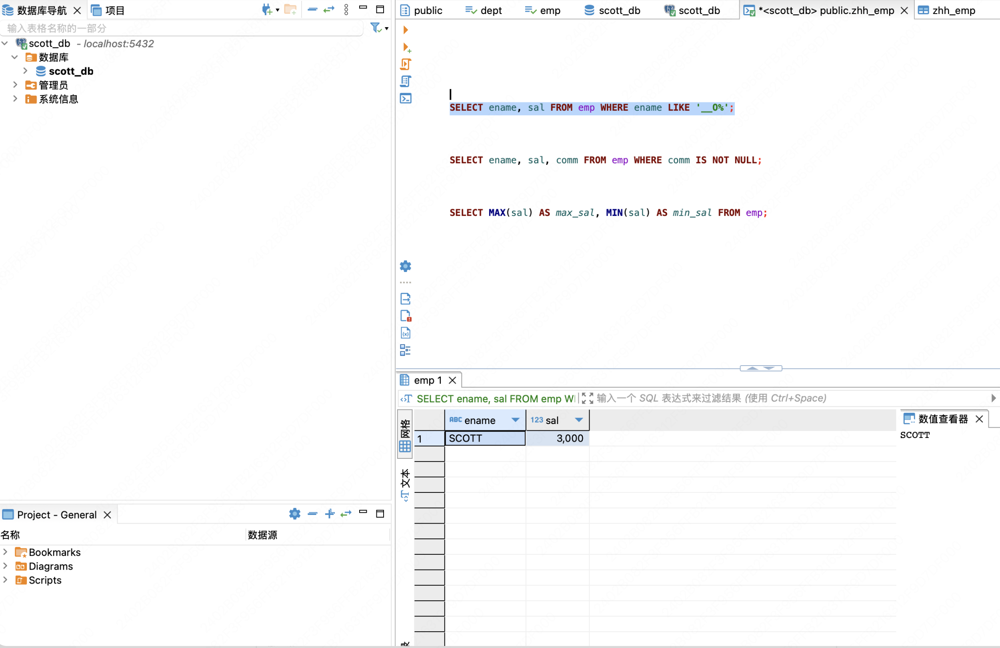 数据库导航
项目
输入表格名称的一部分
scott_db - localhost:5432
数据库
scott_db
管理员
系统信息
Project - General
名称 数据源
Bookmarks
Diagrams
Scripts
public dept emp scott_db scott_db *<scott_db> public.zhh_emp zhh_emp
SELECT ename, sal FROM emp WHERE ename LIKE '__O%';
SELECT ename, sal, comm FROM emp WHERE comm IS NOT NULL;
SELECT MAX(sal) AS max_sal, MIN(sal) AS min_sal FROM emp;
emp 1
SELECT ename, sal FROM emp WI 输入一个 SQL 表达式来过滤结果 (使用 Ctrl+Space)
网格
文本
ABC ename 123 sal
1 SCOTT 3,000
数值查看器
SCOTT